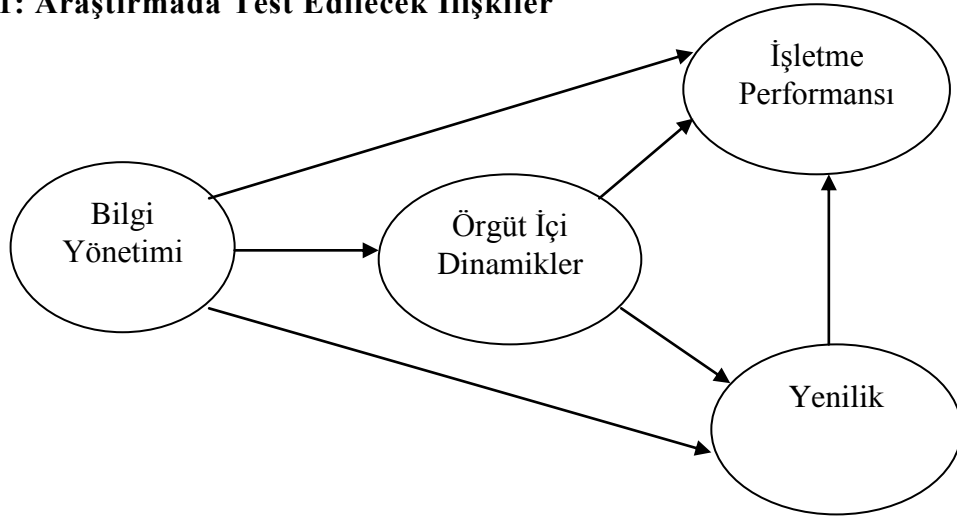 1: Araştırmada Test Edilecek İlişkiler
İşletme
Performansı
Bilgi
Yönetimi
Örgüt İçi
Dinamikler
Yenilik